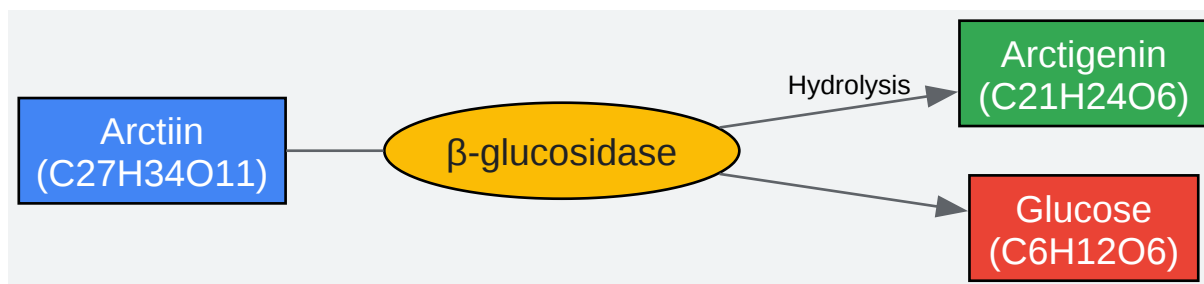 Arctiin
(C27H34O11)
β-glucosidase
Hydrolysis
Arctigenin
(C21H24O6)
Glucose
(C6H12O6)